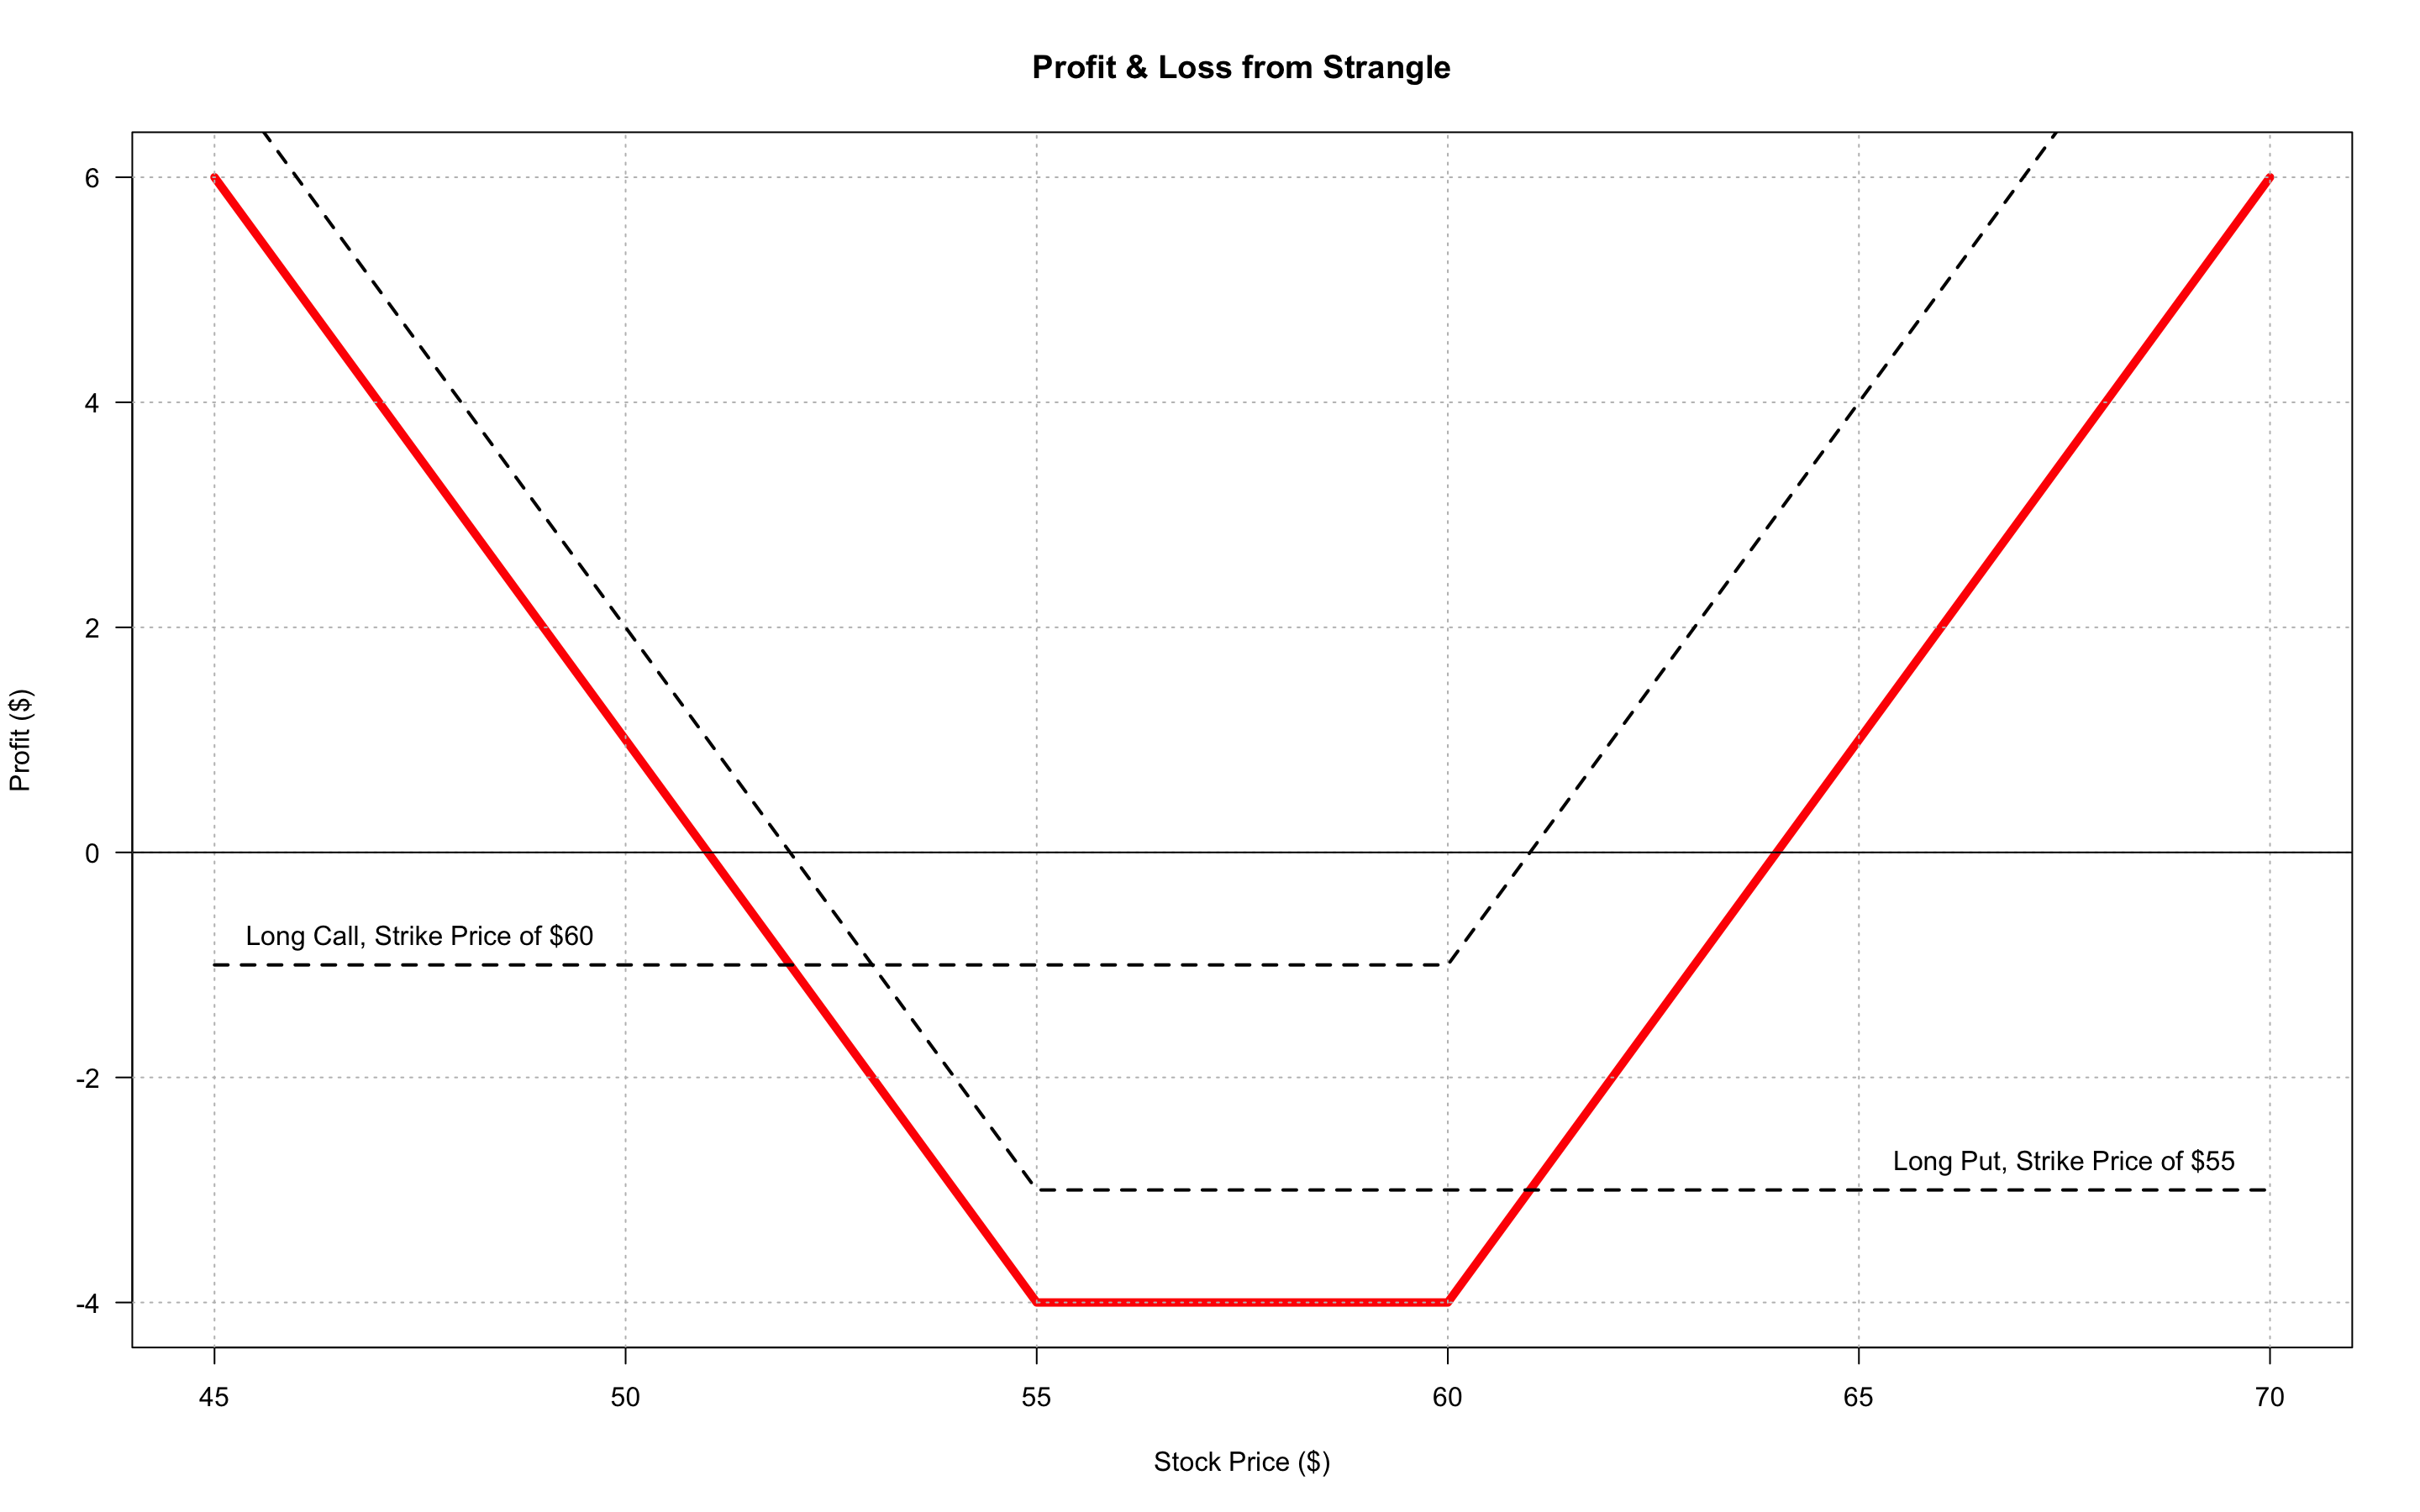 Profit & Loss from Strangle
6
4
2
0
-2
-4
Profit ($)
Long Call, Strike Price of $60
Long Put, Strike Price of $55
45 50 55 60 65 70
Stock Price ($)